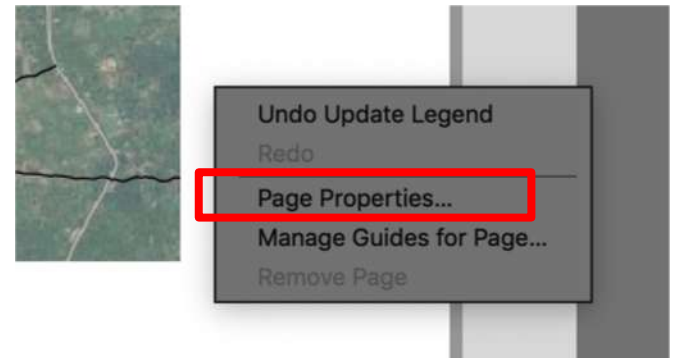 Undo Update Legend
Redo
Page Properties...
Manage Guides for Page...
Remove Page